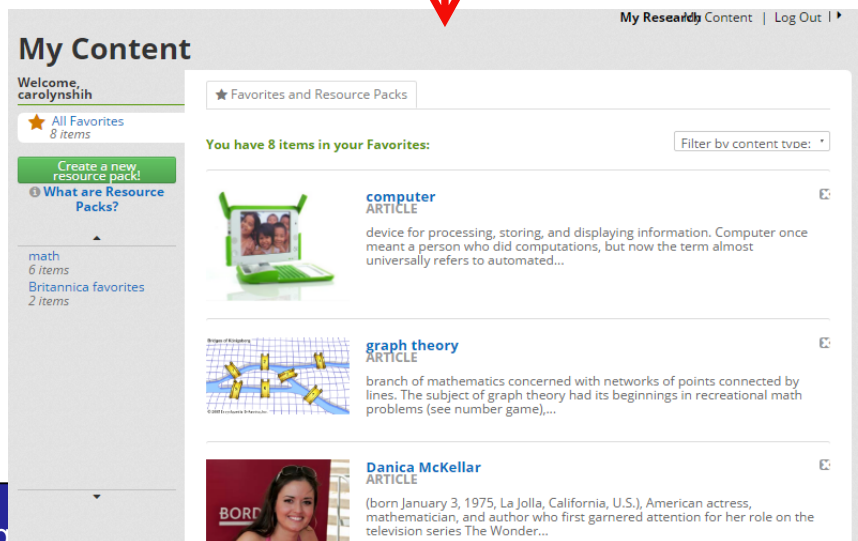 My Content | Log Out |
My Content
Welcome,
carolynshih
All Favorites
8 items
Create a new
resource pack!
What are Resource
Packs?
math
6 items
Britannica favorites
2 items
Favorites and Resource Packs
You have 8 items in your Favorites:
Filter by content type:
computer
ARTICLE
device for processing, storing, and displaying information. Computer once
meant a person who did computations, but now the term almost
universally refers to automated...
Bridges of Königsberg
graph theory
ARTICLE
branch of mathematics concerned with networks of points connected by
lines. The subject of graph theory had its beginnings in recreational math
problems (see number game),...
BORD
Danica McKellar
ARTICLE
(born January 3, 1975, La Jolla, California, U.S.), American actress,
mathematician, and author who first garnered attention for her role on the
television series The Wonder...